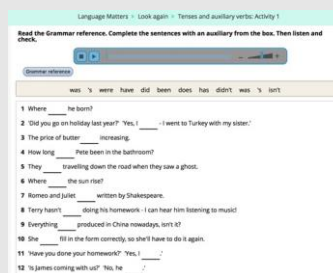 Language Matters > Look again > Tenses and auxiliary verbs: Activity 1
Read the Grammar reference. Complete the sentences with an auxiliary from the box. Then listen and
check.
Grammar reference
was 's were have did been does has didn't was 's isn't
1 Where ____ he born?
2 'Did you go on holiday last year?' 'Yes, I ____ - I went to Turkey with my sister.'
3 The price of butter ____ increasing.
4 How long ____ Pete been in the bathroom?
5 They ____ travelling down the road when they saw a ghost.
6 Where ____ the sun rise?
7 Romeo and Juliet ____ written by Shakespeare.
8 Terry hasn't ____ doing his homework - I can hear him listening to music!
9 Everything ____ produced in China nowadays, isn't it?
10 She ____ fill in the form correctly, so she'll have to do it again.
11 'Have you done your homework?' 'Yes, I ____.'
12 'Is James coming with us?' 'No, he ____.'